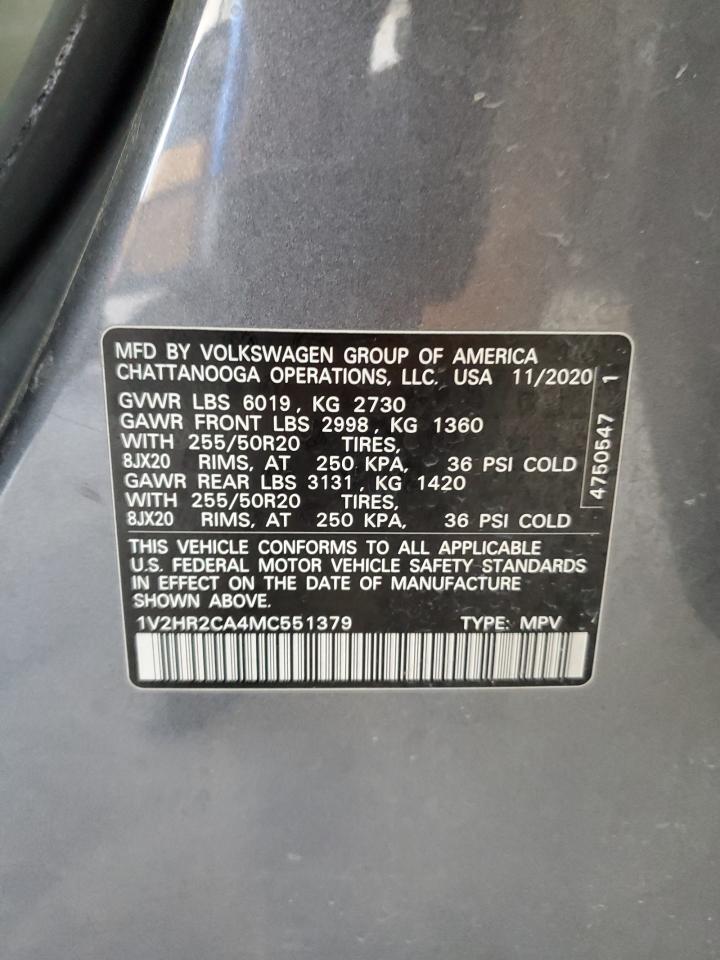 MFD BY VOLKSWAGEN GROUP OF AMERICA
CHATTANOOGA OPERATIONS, LLC. USA 11/2020
GVWR LBS 6019, KG 2730
GAWR FRONT LBS 2998, KG 1360
WITH 255/50R20 TIRES,
8JX20 RIMS, AT 250 KPA, 36 PSI COLD
GAWR REAR LBS 3131, KG 1420
WITH 255/50R20 TIRES,
8JX20 RIMS, AT 250 KPA, 36 PSI COLD
4750547 1
THIS VEHICLE CONFORMS TO ALL APPLICABLE
U.S. FEDERAL MOTOR VEHICLE SAFETY STANDARDS
IN EFFECT ON THE DATE OF MANUFACTURE
SHOWN ABOVE.
1V2HR2CA4MC551379 TYPE: MPV